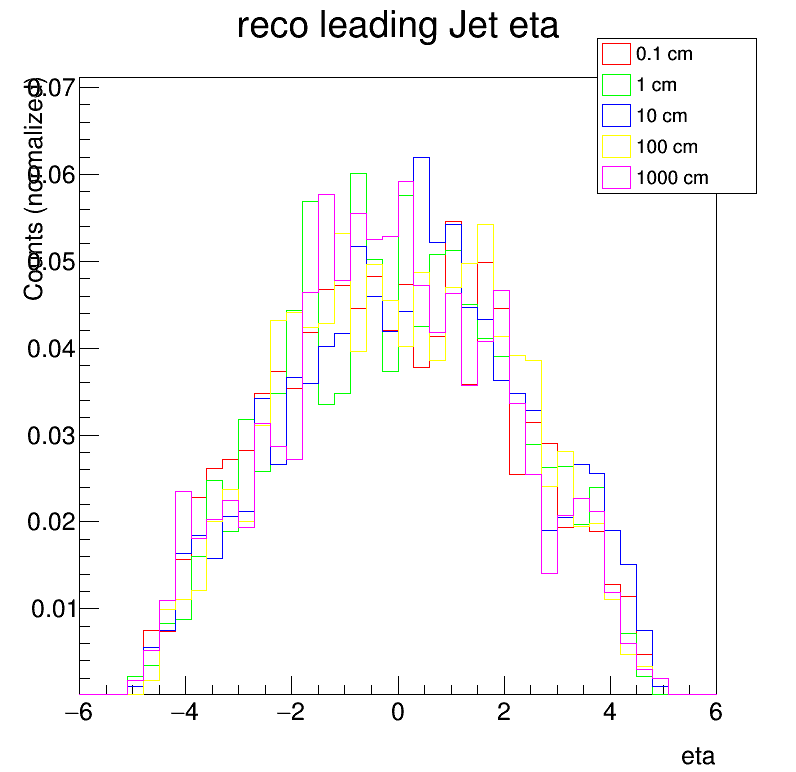 reco leading Jet eta
0.1 cm
1 cm
10 cm
100 cm
1000 cm
Counts (normalized)
0.07
0.06
0.05
0.04
0.03
0.02
0.01
−6
−4
−2
0
2
4
6
eta